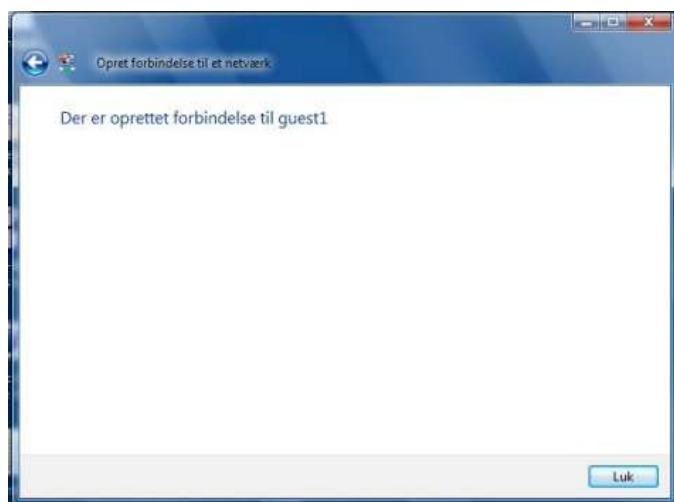 Opret forbindelse til et netværk
Der er oprettet forbindelse til guest1
Luk